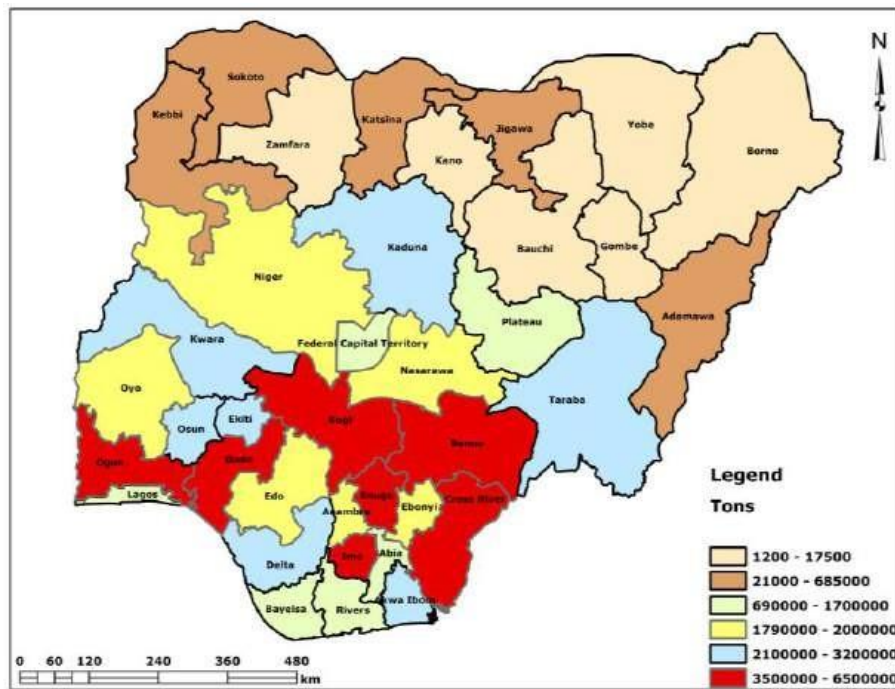 N
Sokoto
Kebbi
Katsina
Jigawa
Zamfara
Yobe
Kano
Borno
Kaduna
Bauchi
Gombe
Niger
Plateau
Adamawa
Federal Capital Territory
Kwara
Nasarawa
Oyo
Taraba
Osun
Ekiti
Kogi
Benue
Ogun
Ondo
Lagos
Edo
Enugu
Anambra
Ebonyia
Cross River
Imo
Abia
Delta
Akwa Ibom
Bayelsa
Rivers
Legend
Tons
1200 - 17500
21000 - 685000
690000 - 1700000
1790000 - 2000000
2100000 - 3200000
3500000 - 6500000
0 60 120 240 360 480
km